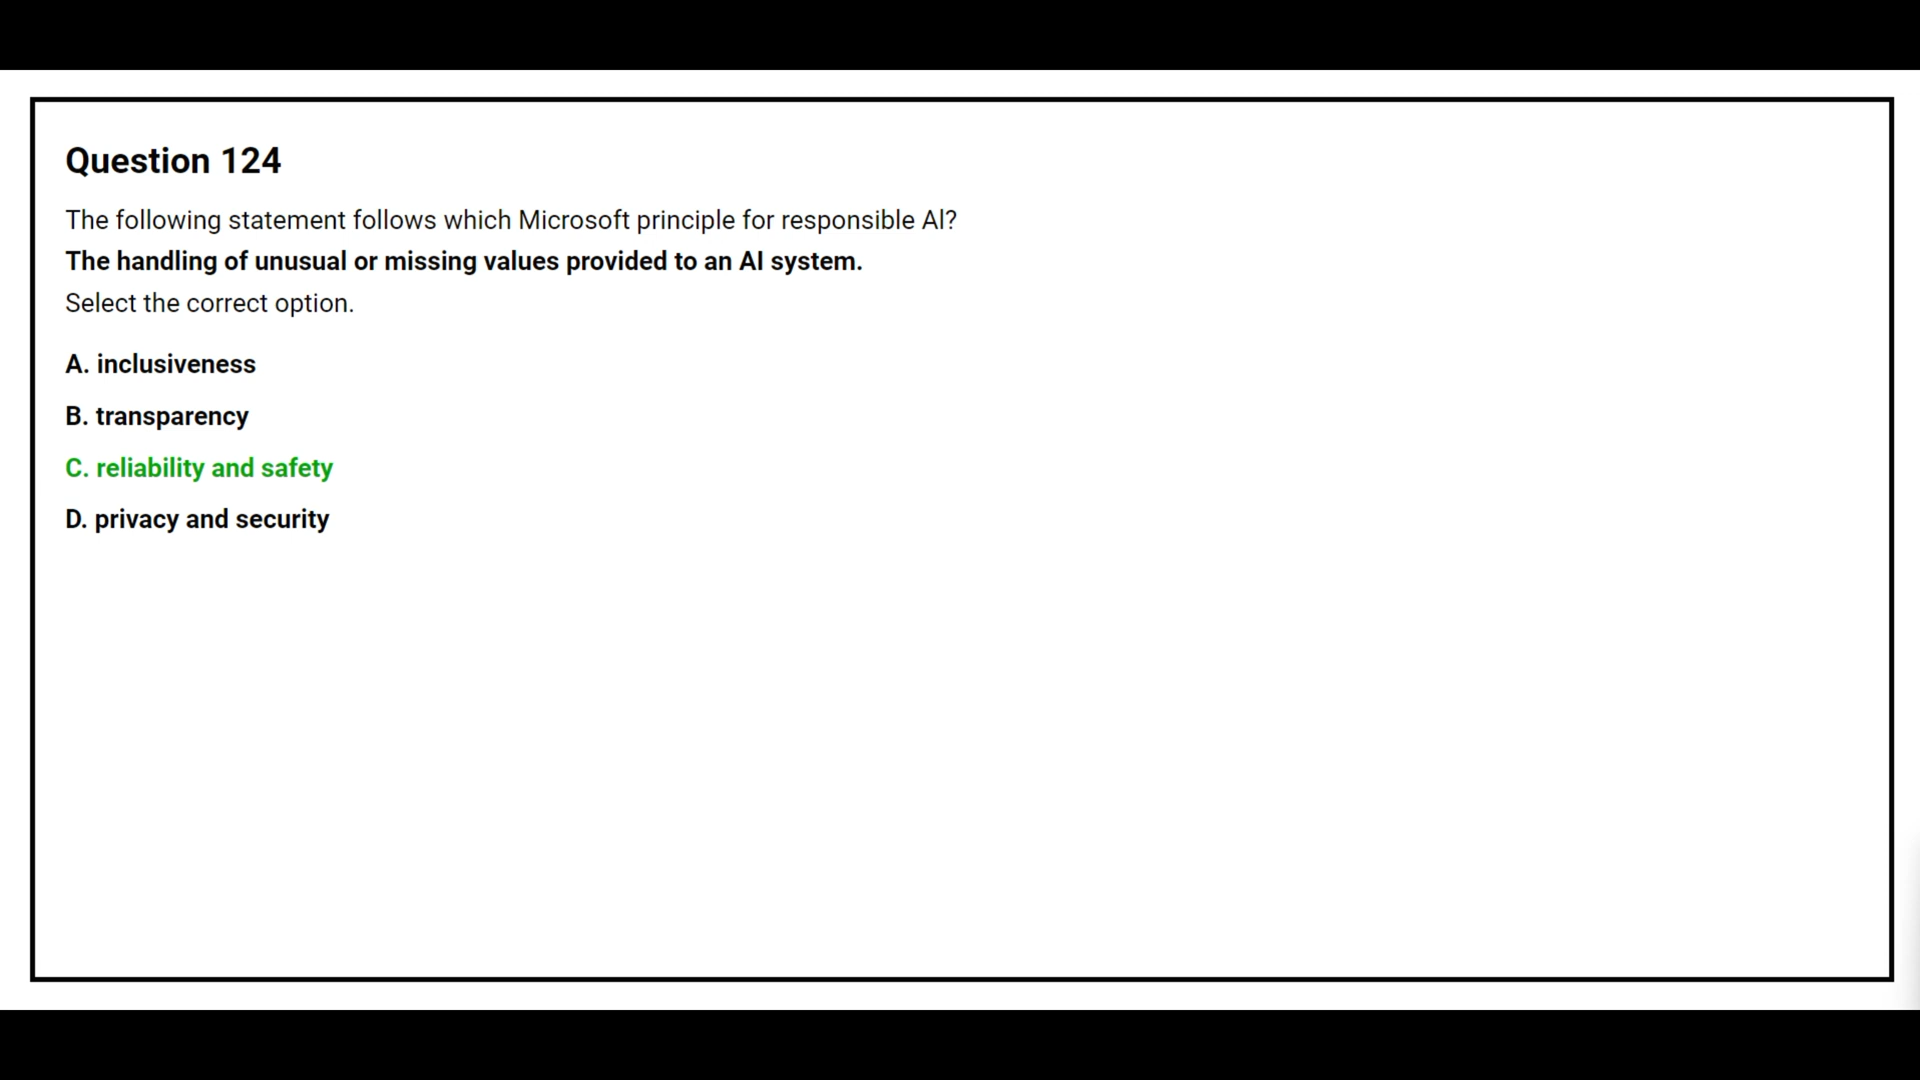 Question 124
The following statement follows which Microsoft principle for responsible AI?
The handling of unusual or missing values provided to an AI system.
Select the correct option.
A. inclusiveness
B. transparency
C. reliability and safety
D. privacy and security